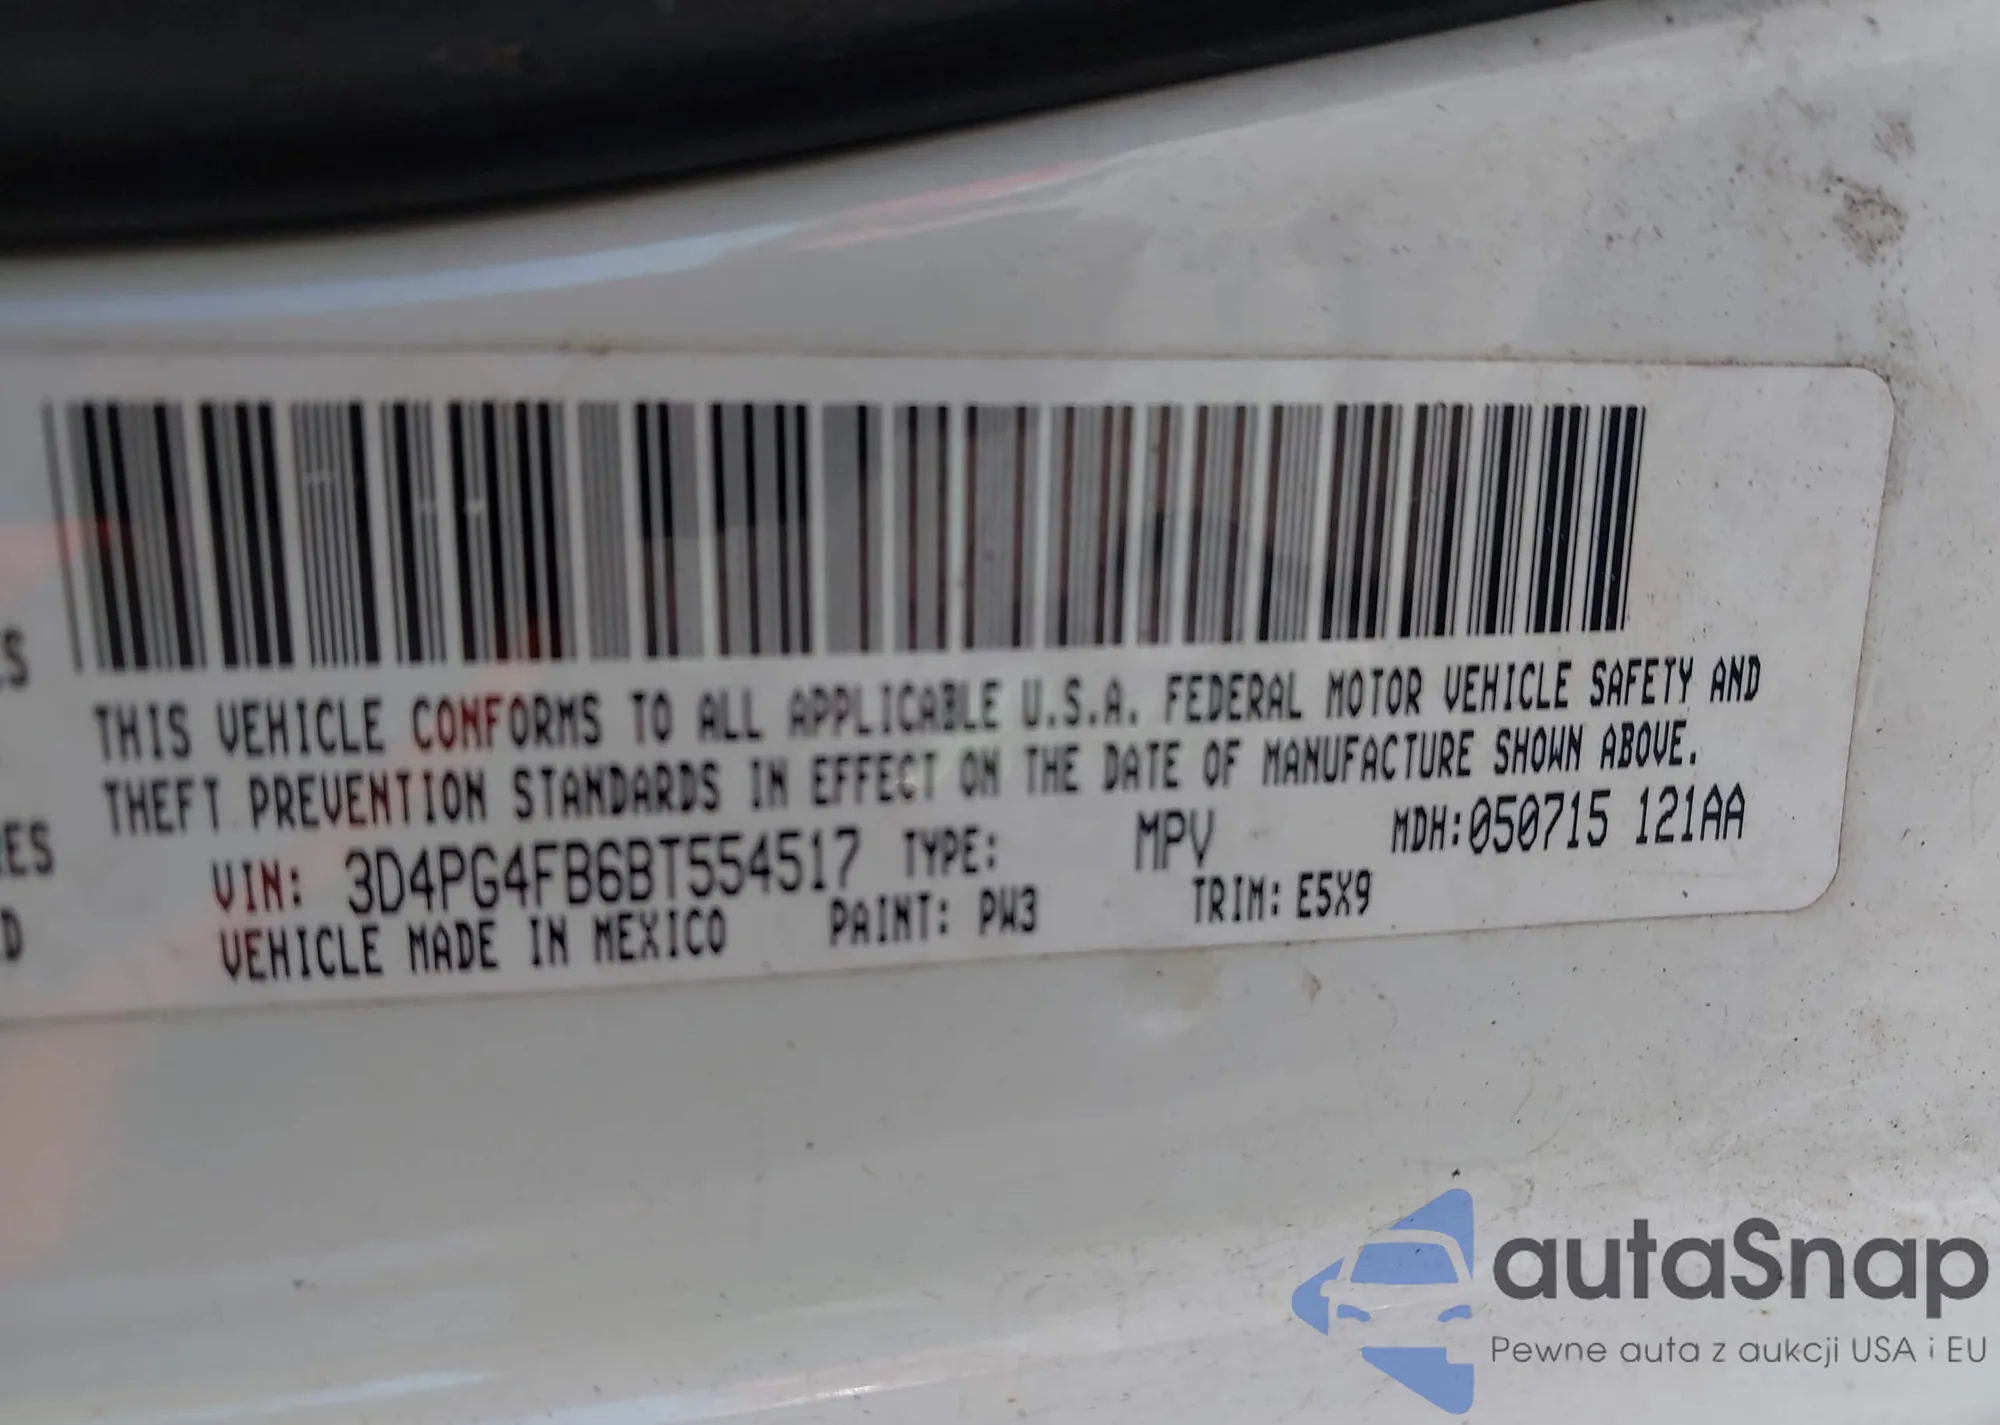 THIS VEHICLE CONFORMS TO ALL APPLICABLE U.S.A. FEDERAL MOTOR VEHICLE SAFETY AND
THEFT PREVENTION STANDARDS IN EFFECT ON THE DATE OF MANUFACTURE SHOWN ABOVE.
VIN: 3D4PG4FB6BT554517 TYPE: MPV MDH:050715 121AA
VEHICLE MADE IN MEXICO PAINT: PW3 TRIM: E5X9
autaSnap
Pewne auta z aukcji USA i EU